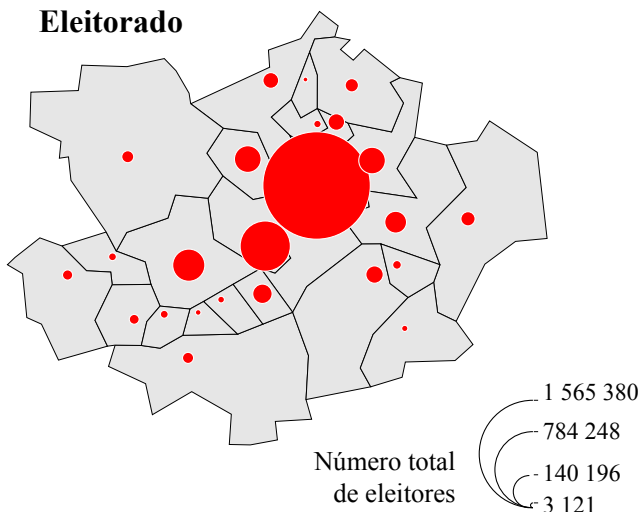 Eleitorado
1 565 380
784 248
140 196
3 121
Número total
de eleitores